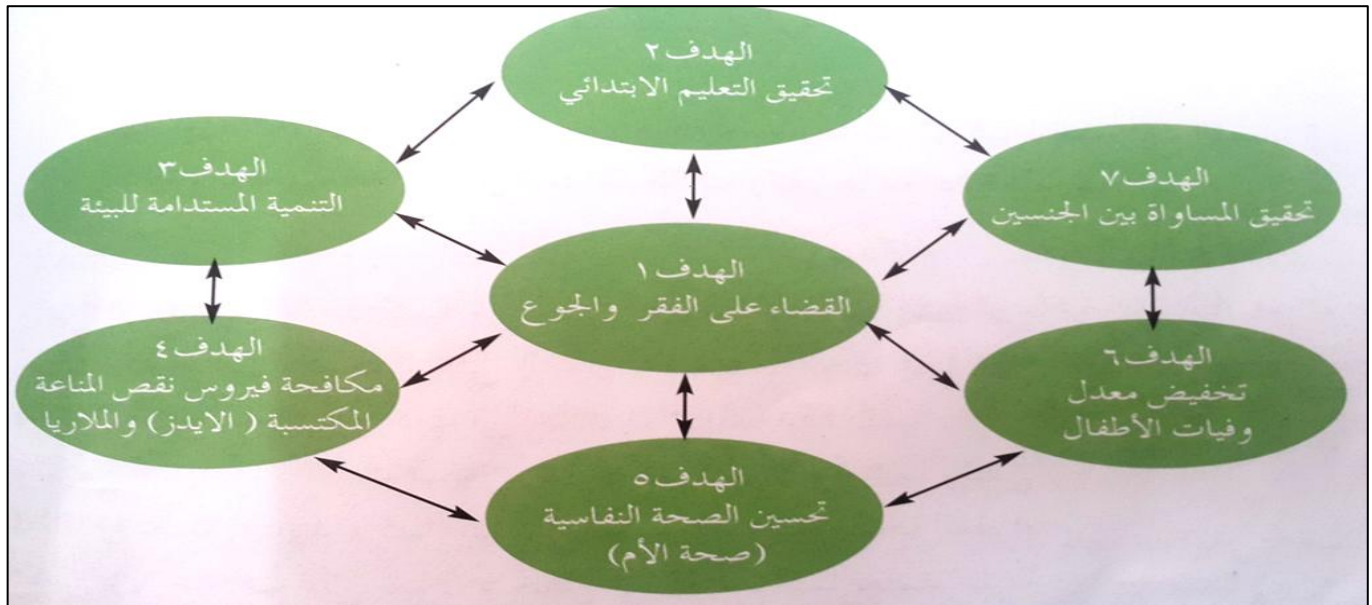 الهدف ٢
تحقيق التعليم الابتدائي
الهدف ٣
التنمية المستدامة للبيئة
الهدف ٧
تحقيق المساواة بين الجنسين
الهدف ١
القضاء على الفقر والجوع
الهدف ٤
مكافحة فيروس نقص المناعة
المكتسبة ( الايدز ) والملاريا
الهدف ٦
تخفيض معدل
وفيات الأطفال
الهدف ٥
تحسين الصحة النفاسية
(صحة الأم)